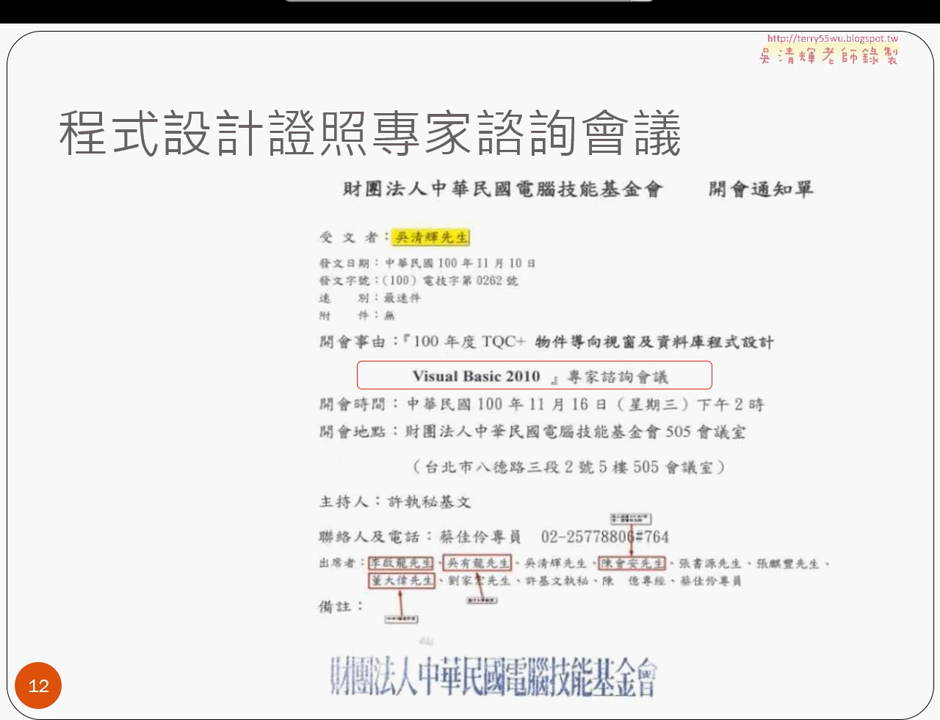 http://terry55wu.blogspot.tw
吳清輝老師錄製
程式設計證照專家諮詢會議
財團法人中華民國電腦技能基金會 開會通知單
受文者：吳清輝先生
發文日期：中華民國 100 年 11 月 10 日
發文字號：(100) 電技字第 0262 號
速 別：最速件
附 件：無
開會事由：『100 年度 TQC+ 物件導向視窗及資料庫程式設計
Visual Basic 2010 』專家諮詢會議
開會時間：中華民國 100 年 11 月 16 日（星期三）下午 2 時
開會地點：財團法人中華民國電腦技能基金會 505 會議室
（台北市八德路三段 2 號 5 樓 505 會議室）
主持人：許執秘基文
聯絡人及電話：蔡佳伶專員 02-25778806#764
出席者：李啟龍先生、吳有龍先生、吳清輝先生、陳會安先生、張書源先生、張麒豐先生、
董大偉先生、劉家宏先生、許基文執秘、陳 專經、蔡佳伶專員
備註：
財團法人中華民國電腦技能基金會
12